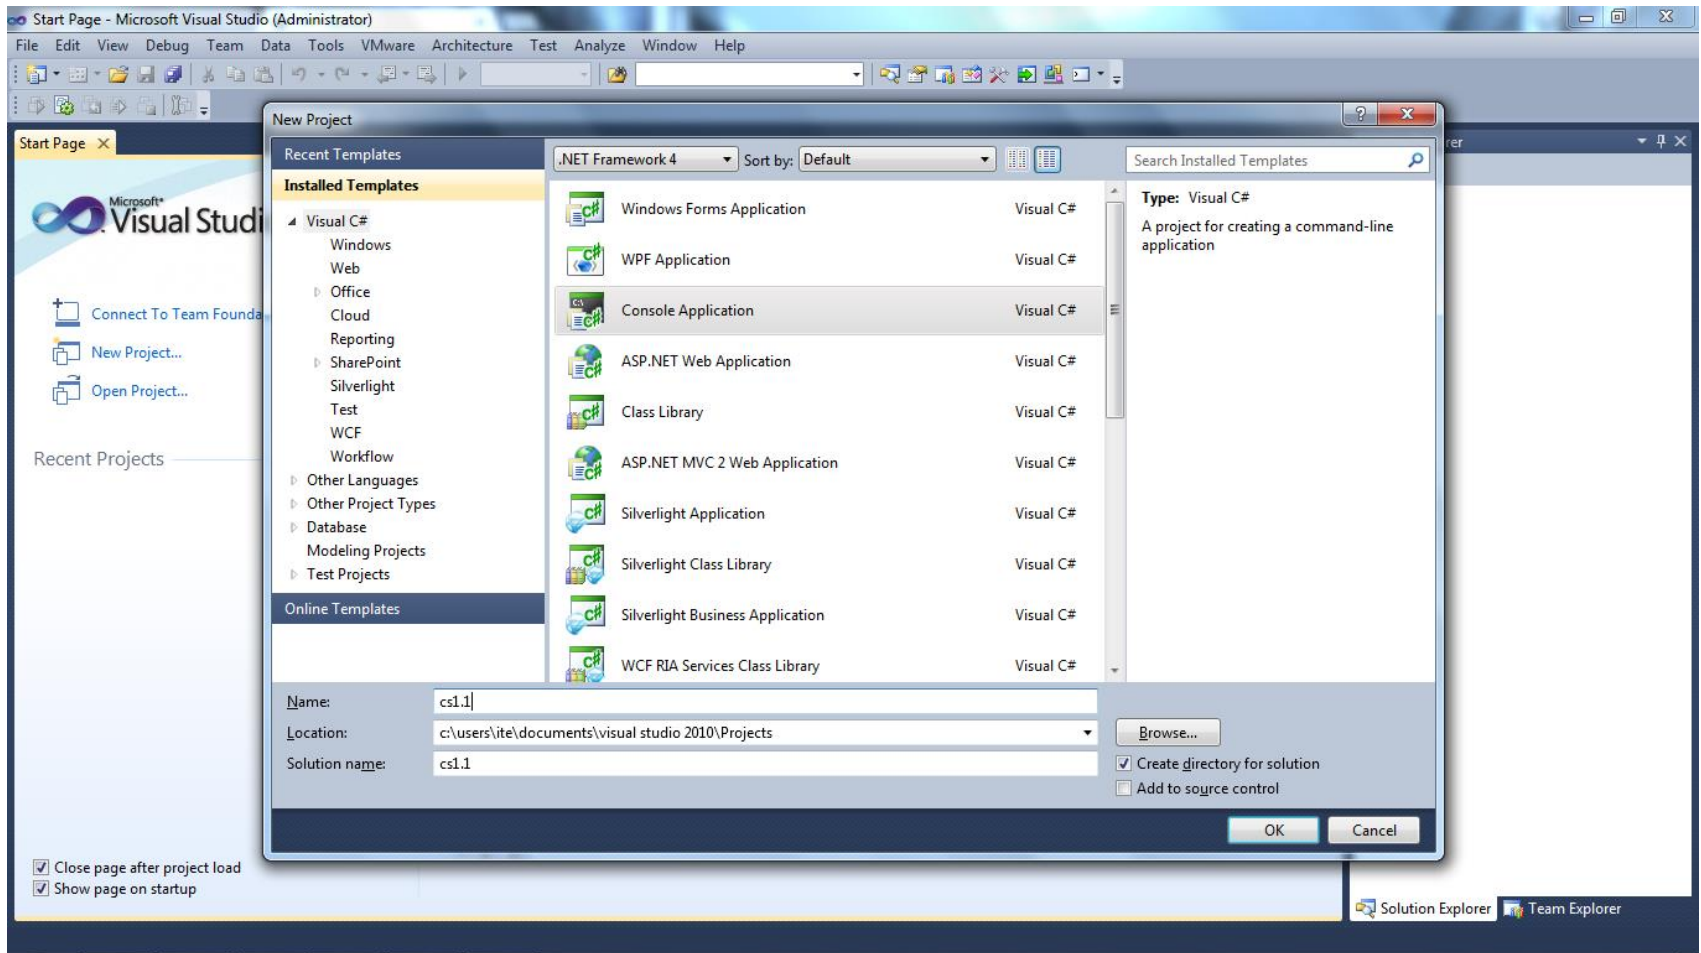 Start Page - Microsoft Visual Studio (Administrator)
File Edit View Debug Team Data Tools VMware Architecture Test Analyze Window Help
New Project
Start Page
Microsoft
Visual Studi
Connect To Team Founda
New Project...
Open Project...
Recent Projects
Close page after project load
Show page on startup
Recent Templates
Installed Templates
Visual C#
Windows
Web
Office
Cloud
Reporting
SharePoint
Silverlight
Test
WCF
Workflow
Other Languages
Other Project Types
Database
Modeling Projects
Test Projects
Online Templates
.NET Framework 4 Sort by: Default
Windows Forms Application Visual C#
WPF Application Visual C#
Console Application Visual C#
ASP.NET Web Application Visual C#
Class Library Visual C#
ASP.NET MVC 2 Web Application Visual C#
Silverlight Application Visual C#
Silverlight Class Library Visual C#
Silverlight Business Application Visual C#
WCF RIA Services Class Library Visual C#
Search Installed Templates
Type: Visual C#
A project for creating a command-line
application
Name: cs1.1
Location: c:\users\ite\documents\visual studio 2010\Projects Browse...
Solution name: cs1.1
Create directory for solution
Add to source control
OK Cancel
rer
Solution Explorer Team Explorer